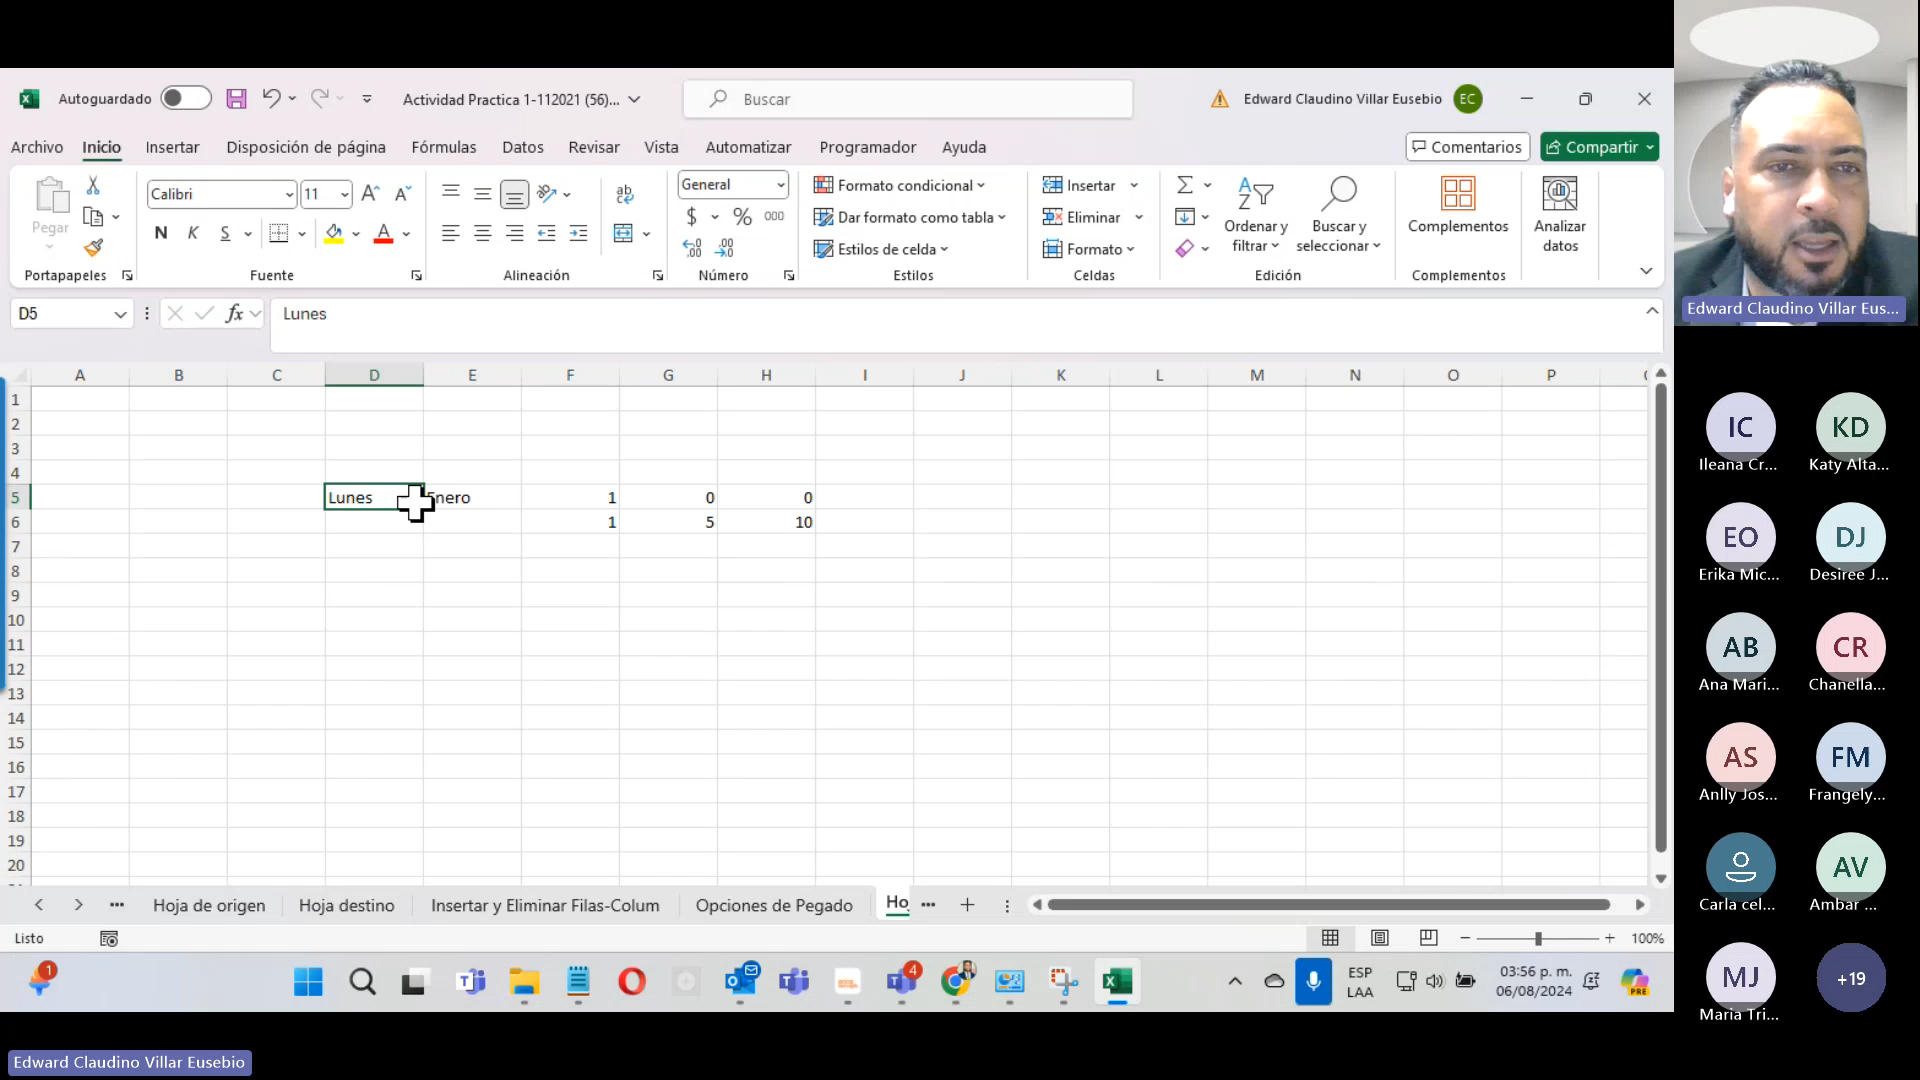 Autoguardado
Actividad Practica 1-112021 (56)...
Buscar
Edward Claudino Villar Eusebio
EC
Archivo
Inicio
Insertar
Disposición de página
Fórmulas
Datos
Revisar
Vista
Automatizar
Programador
Ayuda
Comentarios
Compartir
Pegar
Portapapeles
Calibri
11
N K S
Fuente
ab
Alineación
General
$ % 000
Número
Formato condicional
Dar formato como tabla
Estilos de celda
Estilos
Insertar
Eliminar
Formato
Celdas
Ordenar y
filtrar
Buscar y
seleccionar
Edición
Complementos
Complementos
Analizar
datos
D5
fx
Lunes
A B C D E F G H I J K L M N O P
1
2
3
4
5 Lunes Enero 1 0 0
6 1 5 10
7
8
9
10
11
12
13
14
15
16
17
18
19
20
Hoja de origen
Hoja destino
Insertar y Eliminar Filas-Colum
Opciones de Pegado
Ho
Listo
100%
1
4
ESP
LAA
03:56 p. m.
06/08/2024
PRE
Edward Claudino Villar Eus...
IC
Ileana Cr...
KD
Katy Alta...
EO
Erika Mic...
DJ
Desiree J...
AB
Ana Mari...
CR
Chanella...
AS
Anlly Jos...
FM
Frangely...
Carla cel...
AV
Ambar ...
MJ
Maria Tri...
+19
Edward Claudino Villar Eusebio